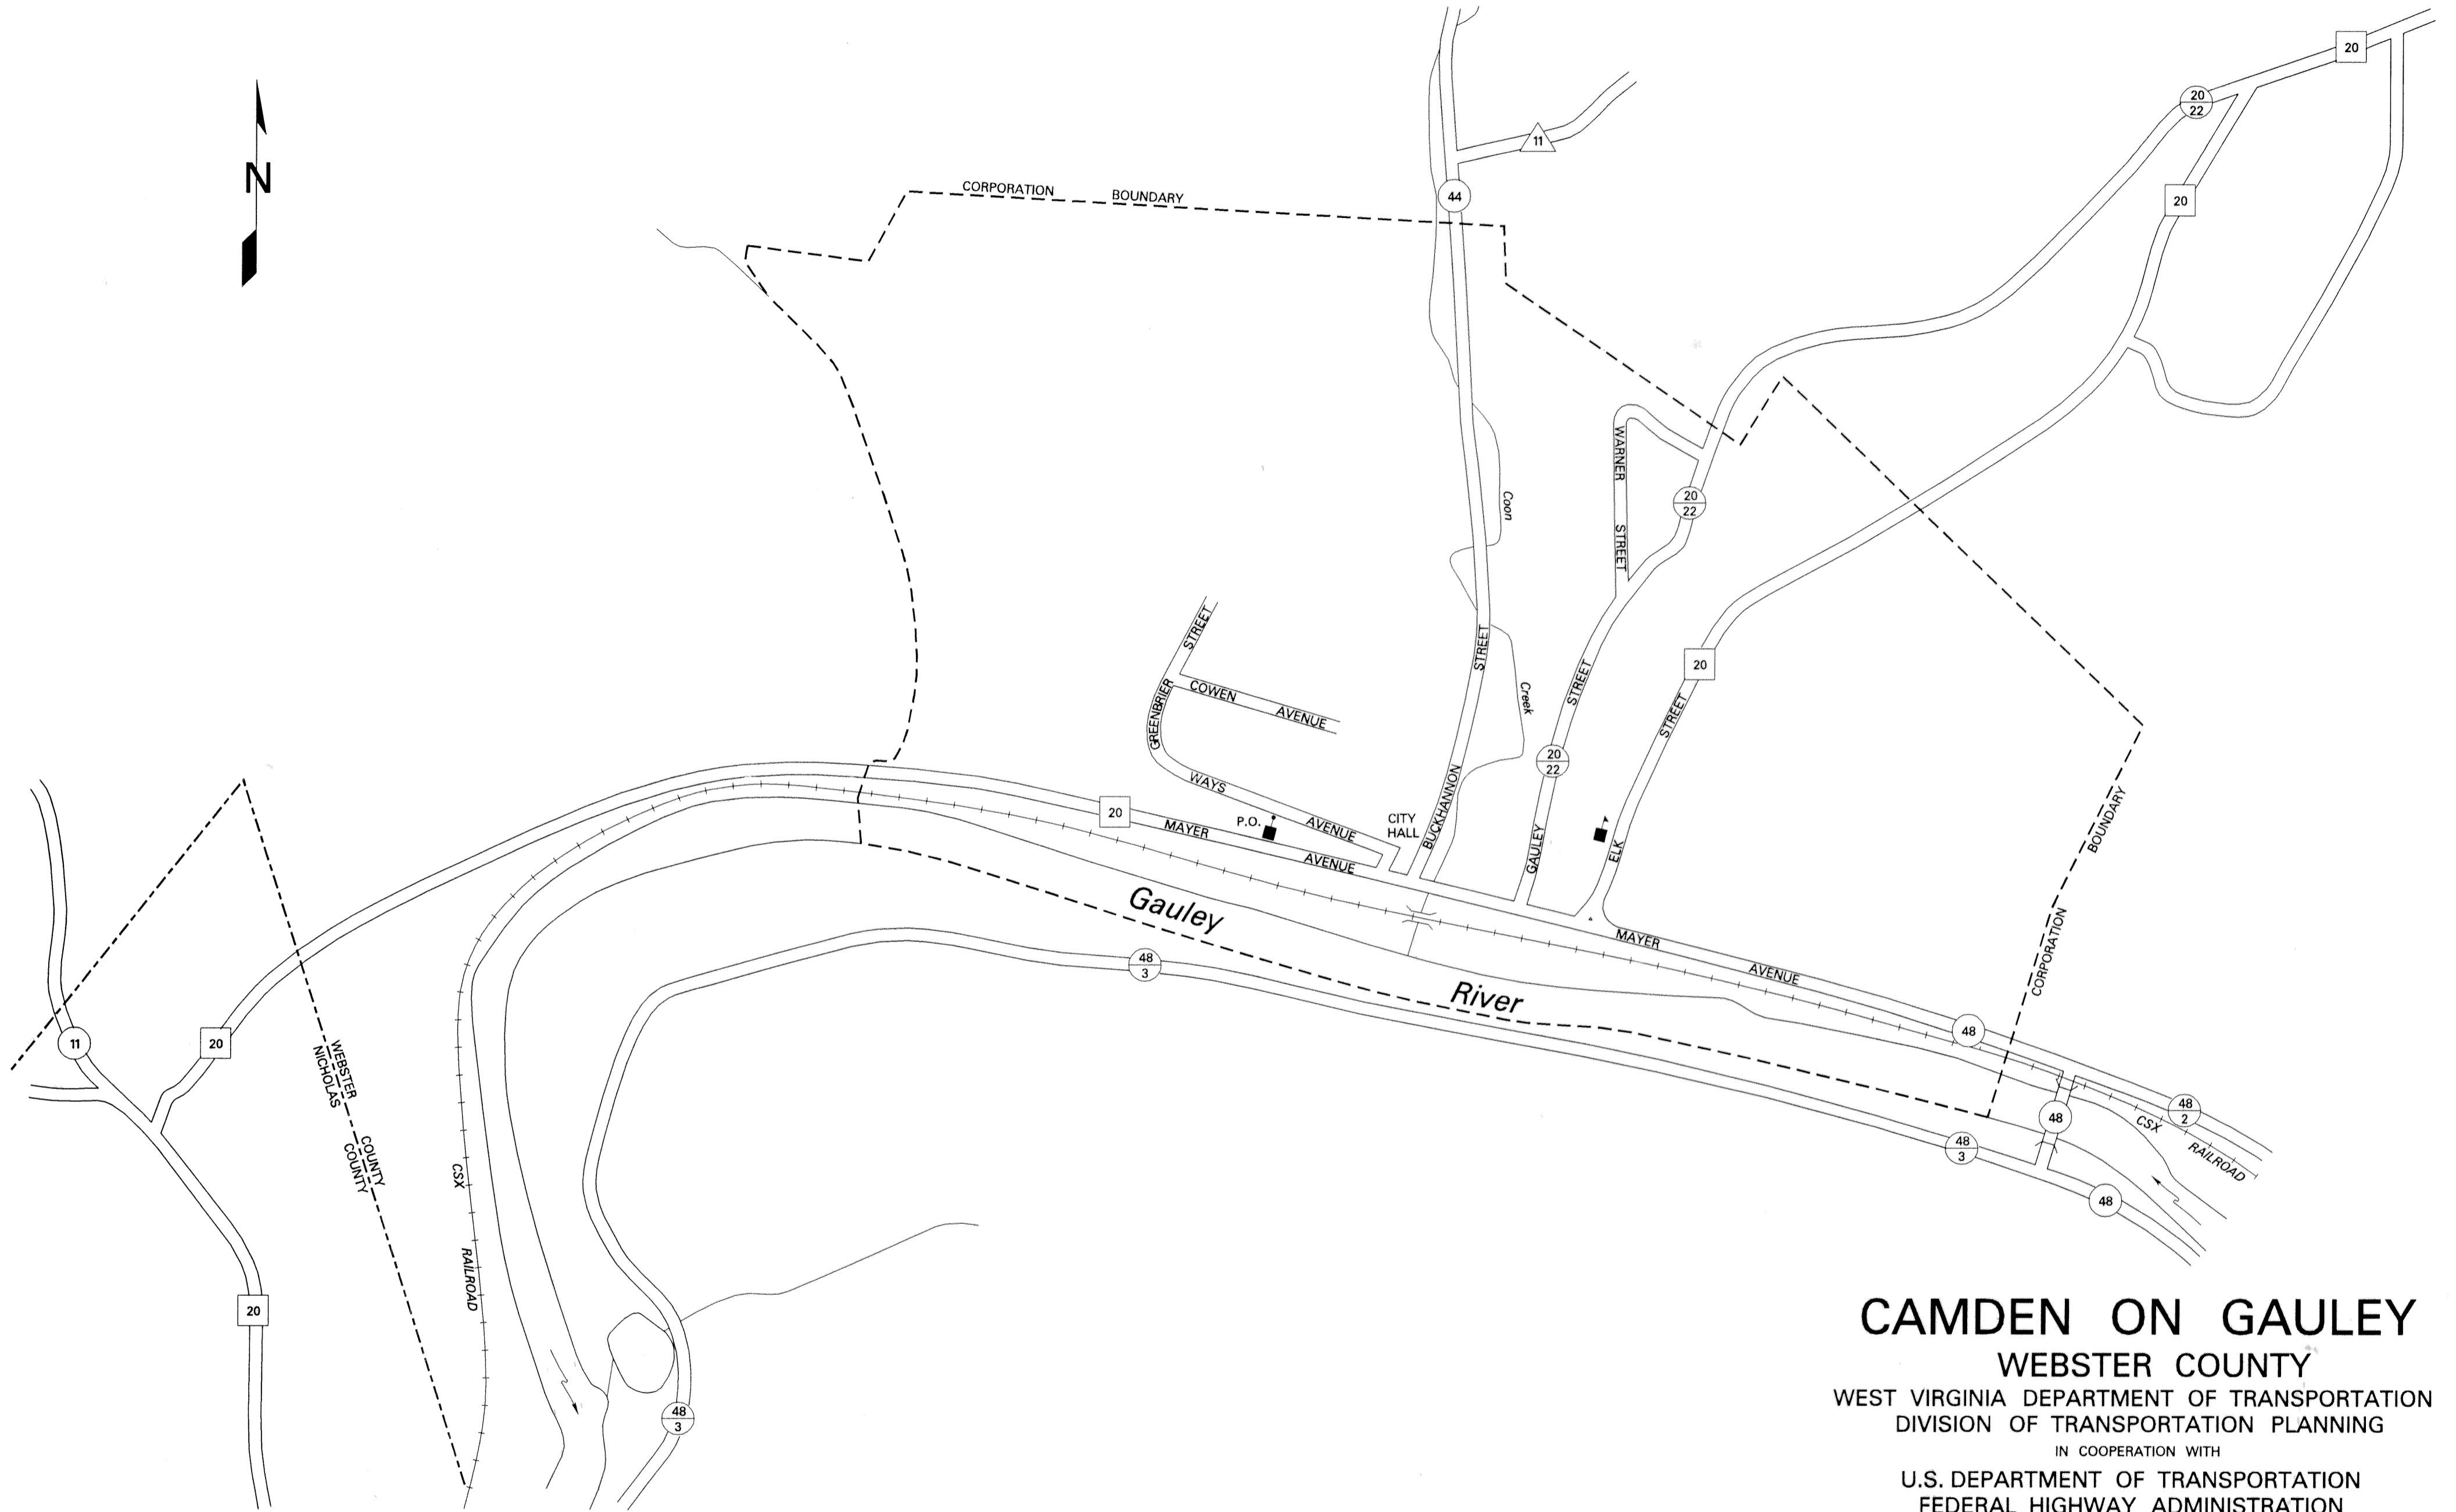 20
20
22
11
N
44
CORPORATION BOUNDARY
20
WARNER STREET
20
22
Coon
STREET
GREENBRIER
COWEN AVENUE
STREET
Creek
STREET
20
STREET
20
22
BUCKHANNON
GAULEY
ELK
WAYS AVENUE
20
MAYER AVENUE
P.O.
CITY
HALL
BOUNDARY
CORPORATION
Gauley
River
MAYER AVENUE
48
3
48
11
20
WEBSTER COUNTY
NICHOLAS COUNTY
48
2
48
CSX RAILROAD
48
3
48
CSX RAILROAD
20
48
3
CAMDEN ON GAULEY
WEBSTER COUNTY
WEST VIRGINIA DEPARTMENT OF TRANSPORTATION
DIVISION OF TRANSPORTATION PLANNING
IN COOPERATION WITH
U.S. DEPARTMENT OF TRANSPORTATION
FEDERAL HIGHWAY ADMINISTRATION